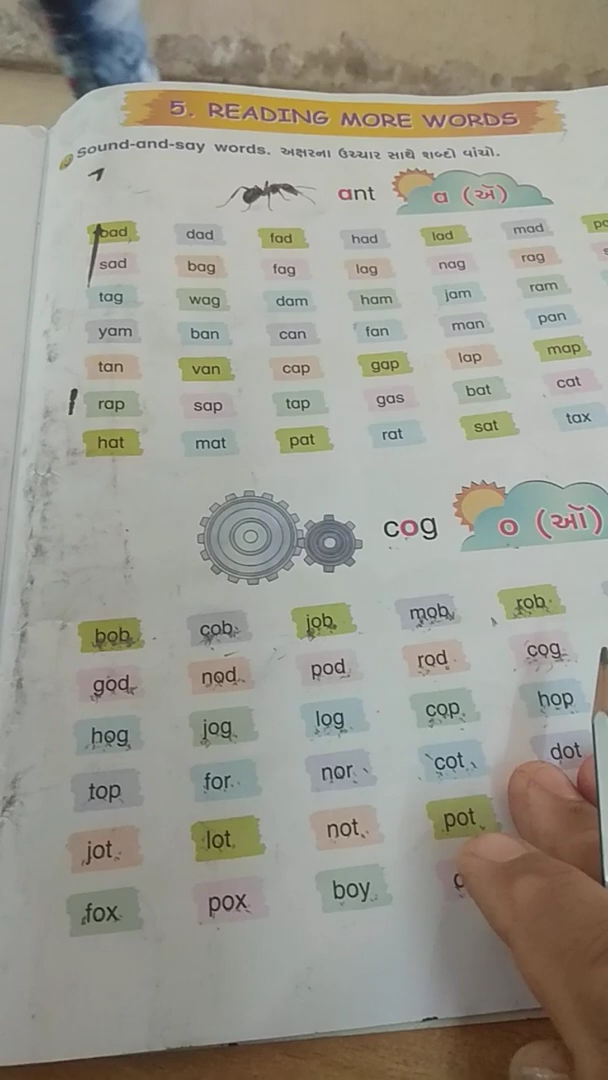 5. READING MORE WORDS
Sound-and-say words. અક્ષરના ઉચ્ચાર સાથે શબ્દો વાંચો.
ant a (ઍ)
dad fad had lad mad
sad bag fag lag nag rag
tag wag dam ham jam ram
yam ban can fan man pan
tan van cap gap lap map
rap sap tap gas bat cat
hat mat pat rat sat tax
cog o (ઑ)
bob cob job mob rob
god nod pod rod cog
hog jog log cop hop
top for nor cot dot
jot lot not pot
fox pox boy